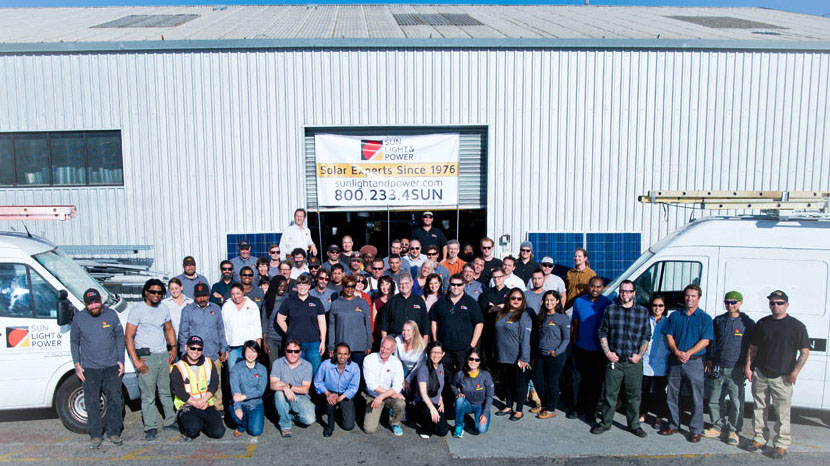 SUN
LIGHT &
POWER
Solar Experts Since 1976
sunlightandpower.com
800.233.4SUN
SUN
LIGHT &
POWER